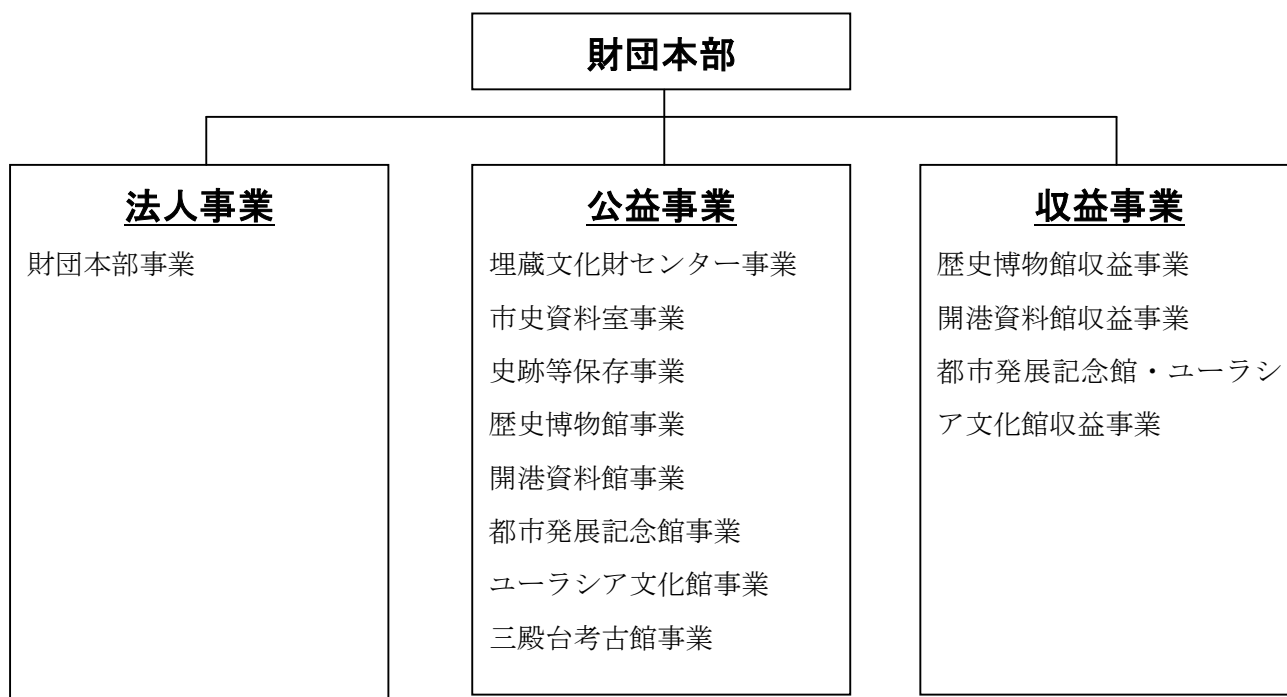 財団本部
法人事業
財団本部事業
公益事業
埋蔵文化財センター事業
市史資料室事業
史跡等保存事業
歴史博物館事業
開港資料館事業
都市発展記念館事業
ユーラシア文化館事業
三殿台考古館事業
収益事業
歴史博物館収益事業
開港資料館収益事業
都市発展記念館・ユーラシ
ア文化館収益事業